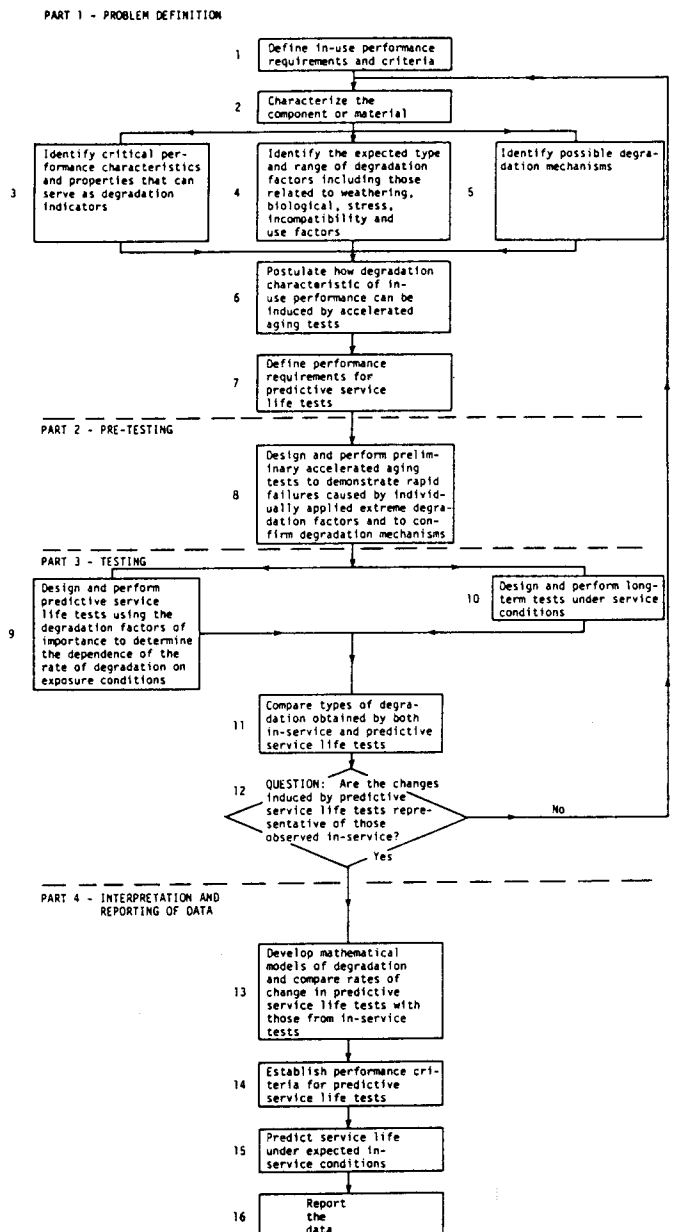 PART 1 - PROBLEM DEFINITION
1
Define in-use performance
requirements and criteria
2
Characterize the
component or material
3
Identify critical per-
formance characteristics
and properties that can
serve as degradation
indicators
4
Identify the expected type
and range of degradation
factors including those
related to weathering,
biological, stress,
incompatibility and
use factors
5
Identify possible degra-
dation mechanisms
6
Postulate how degradation
characteristic of in-
use performance can be
induced by accelerated
aging tests
7
Define performance
requirements for
predictive service
life tests
PART 2 - PRE-TESTING
8
Design and perform prelim-
inary accelerated aging
tests to demonstrate rapid
failures caused by individ-
ually applied extreme degra-
dation factors and to con-
firm degradation mechanisms
PART 3 - TESTING
9
Design and perform
predictive service
life tests using the
degradation factors of
importance to determine
the dependence of the
rate of degradation on
exposure conditions
10
Design and perform long-
term tests under service
conditions
11
Compare types of degra-
dation obtained by both
in-service and predictive
service life tests
12
QUESTION: Are the changes
induced by predictive
service life tests repre-
sentative of those
observed in-service?
No
Yes
PART 4 - INTERPRETATION AND
REPORTING OF DATA
13
Develop mathematical
models of degradation
and compare rates of
change in predictive
service life tests with
those from in-service
tests
14
Establish performance cri-
teria for predictive
service life tests
15
Predict service life
under expected in-
service conditions
16
Report
the
data